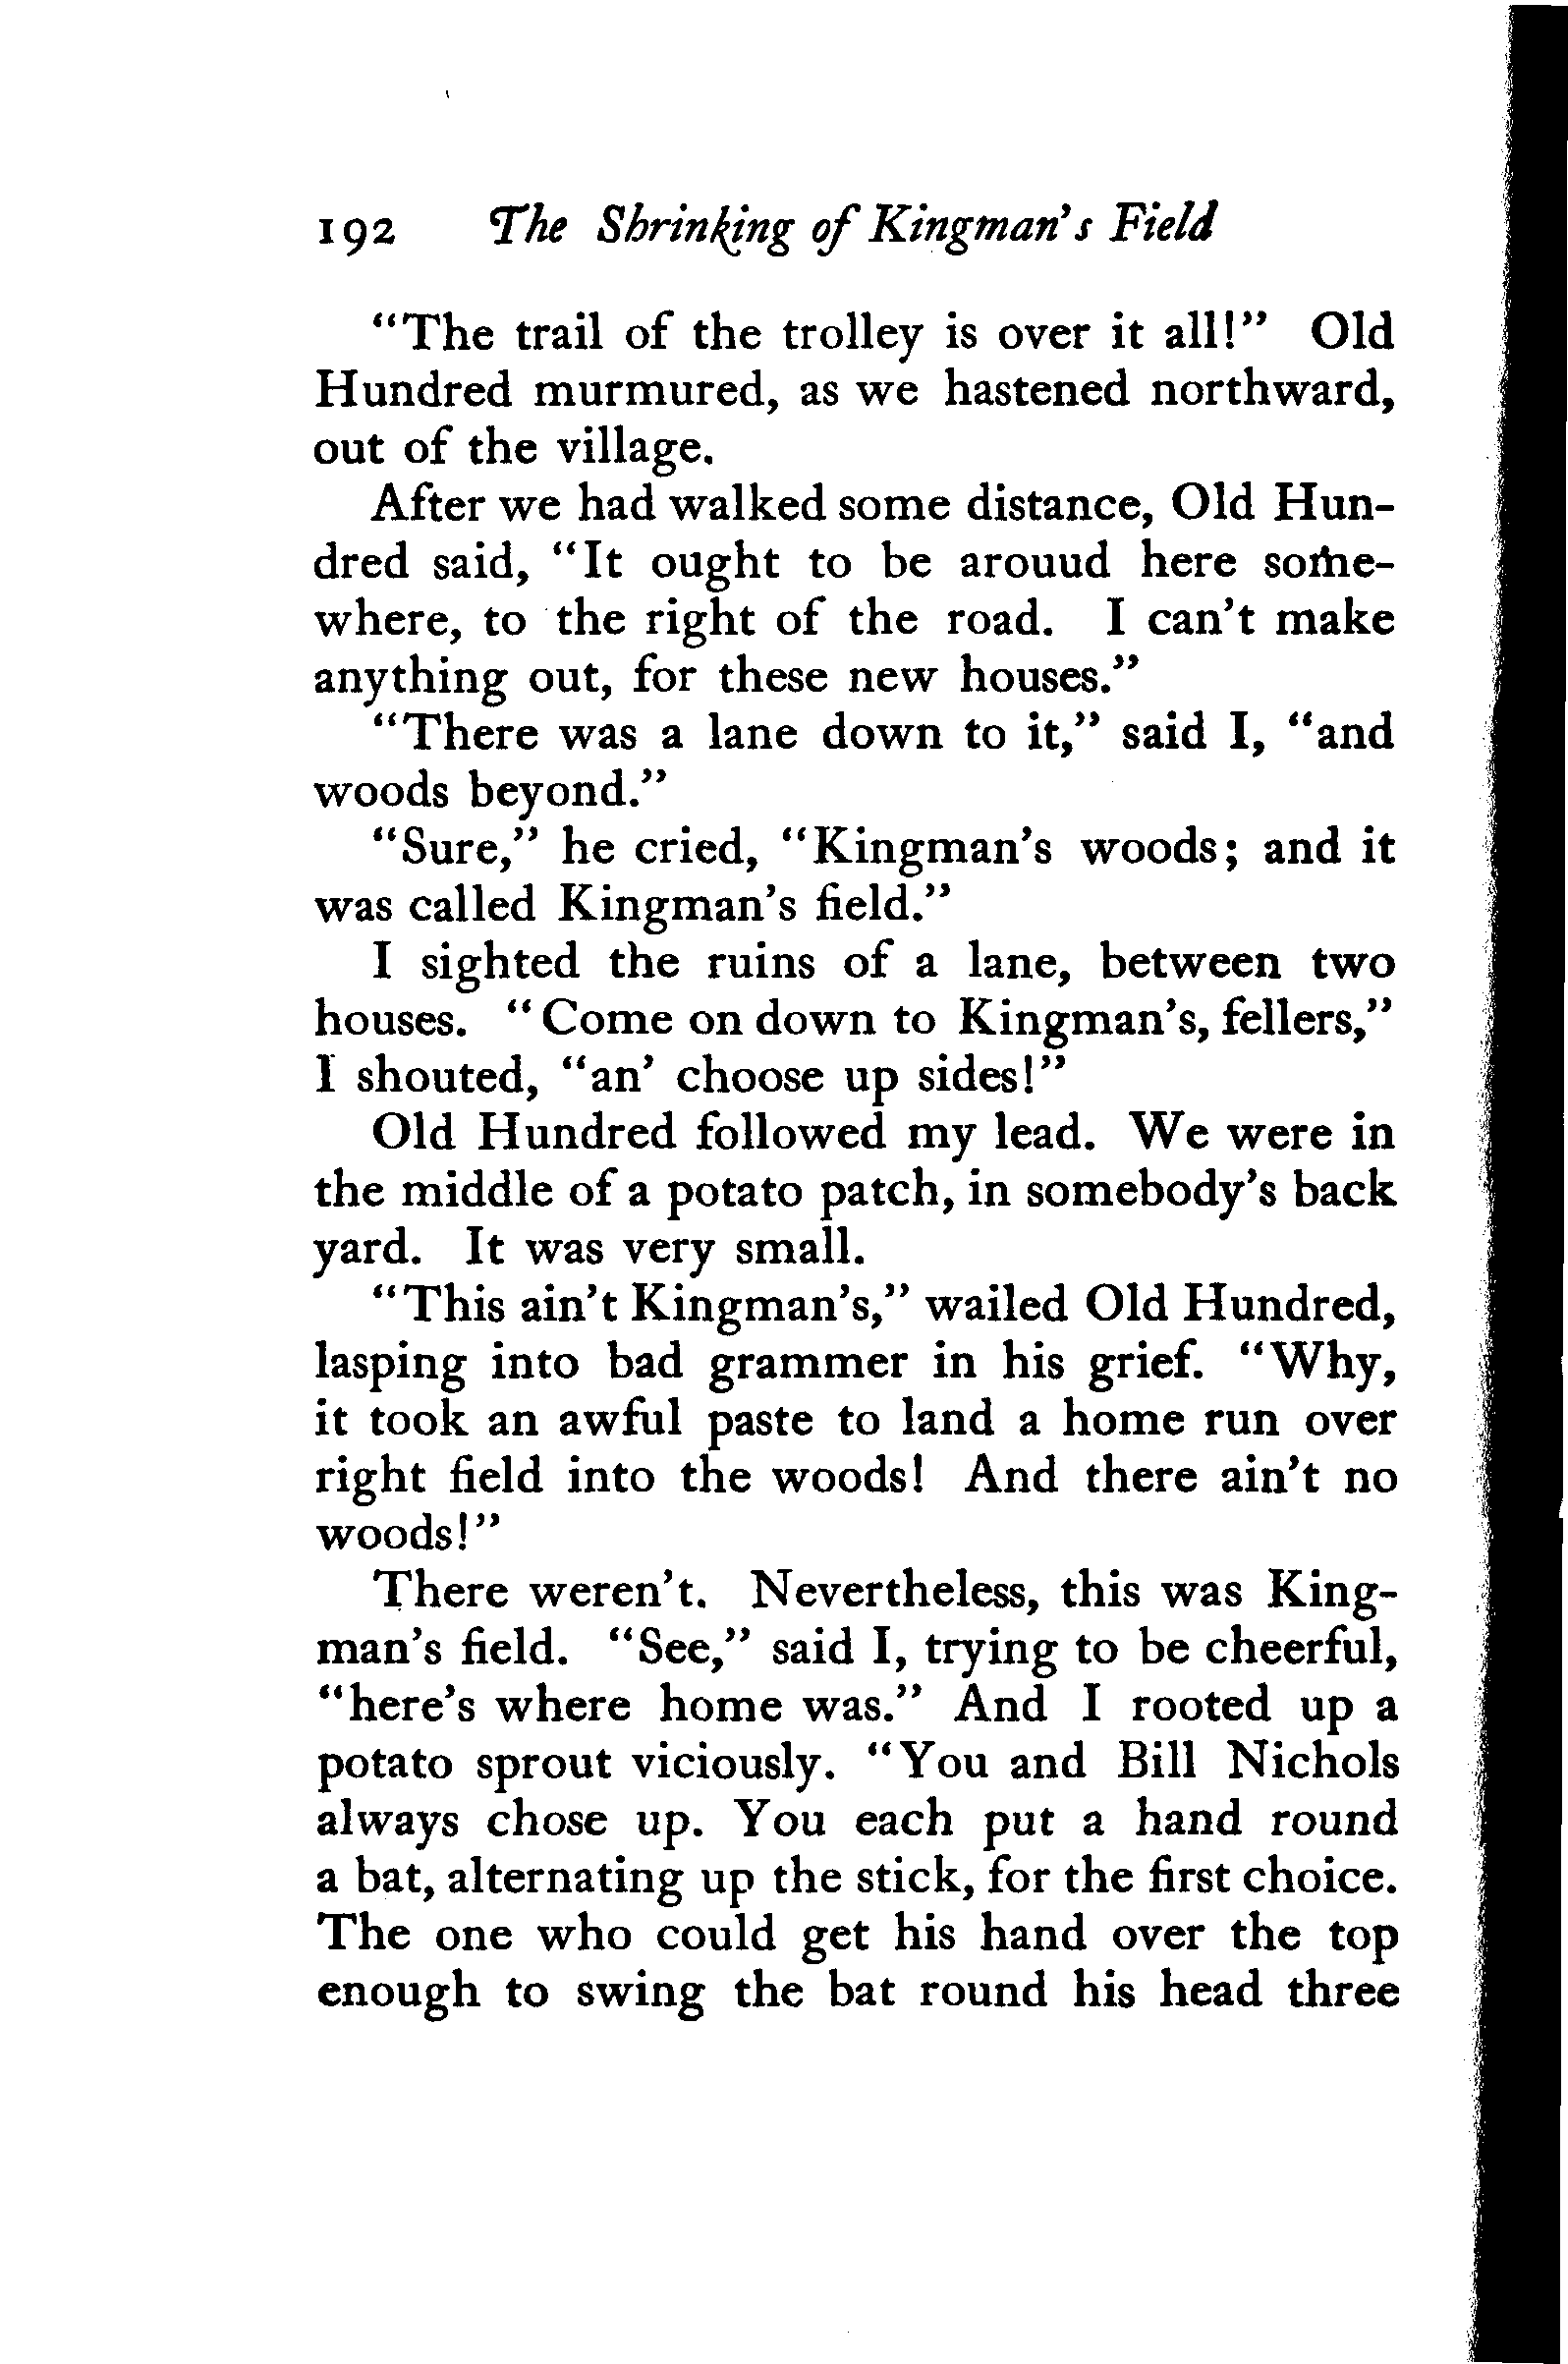 192 The Shrinking of Kingman's Field
"The trail of the trolley is over it all!" Old
Hundred murmured, as we hastened northward,
out of the village.
After we had walked some distance, Old Hun-
dred said, "It ought to be arouud here some-
where, to the right of the road. I can't make
anything out, for these new houses."
"There was a lane down to it," said I, "and
woods beyond."
"Sure," he cried, "Kingman's woods; and it
was called Kingman's field."
I sighted the ruins of a lane, between two
houses. "Come on down to Kingman's, fellers,"
I shouted, "an' choose up sides!"
Old Hundred followed my lead. We were in
the middle of a potato patch, in somebody's back
yard. It was very small.
"This ain't Kingman's," wailed Old Hundred,
lasping into bad grammer in his grief. "Why,
it took an awful paste to land a home run over
right field into the woods! And there ain't no
woods!"
There weren't. Nevertheless, this was King-
man's field. "See," said I, trying to be cheerful,
"here's where home was." And I rooted up a
potato sprout viciously. "You and Bill Nichols
always chose up. You each put a hand round
a bat, alternating up the stick, for the first choice.
The one who could get his hand over the top
enough to swing the bat round his head three